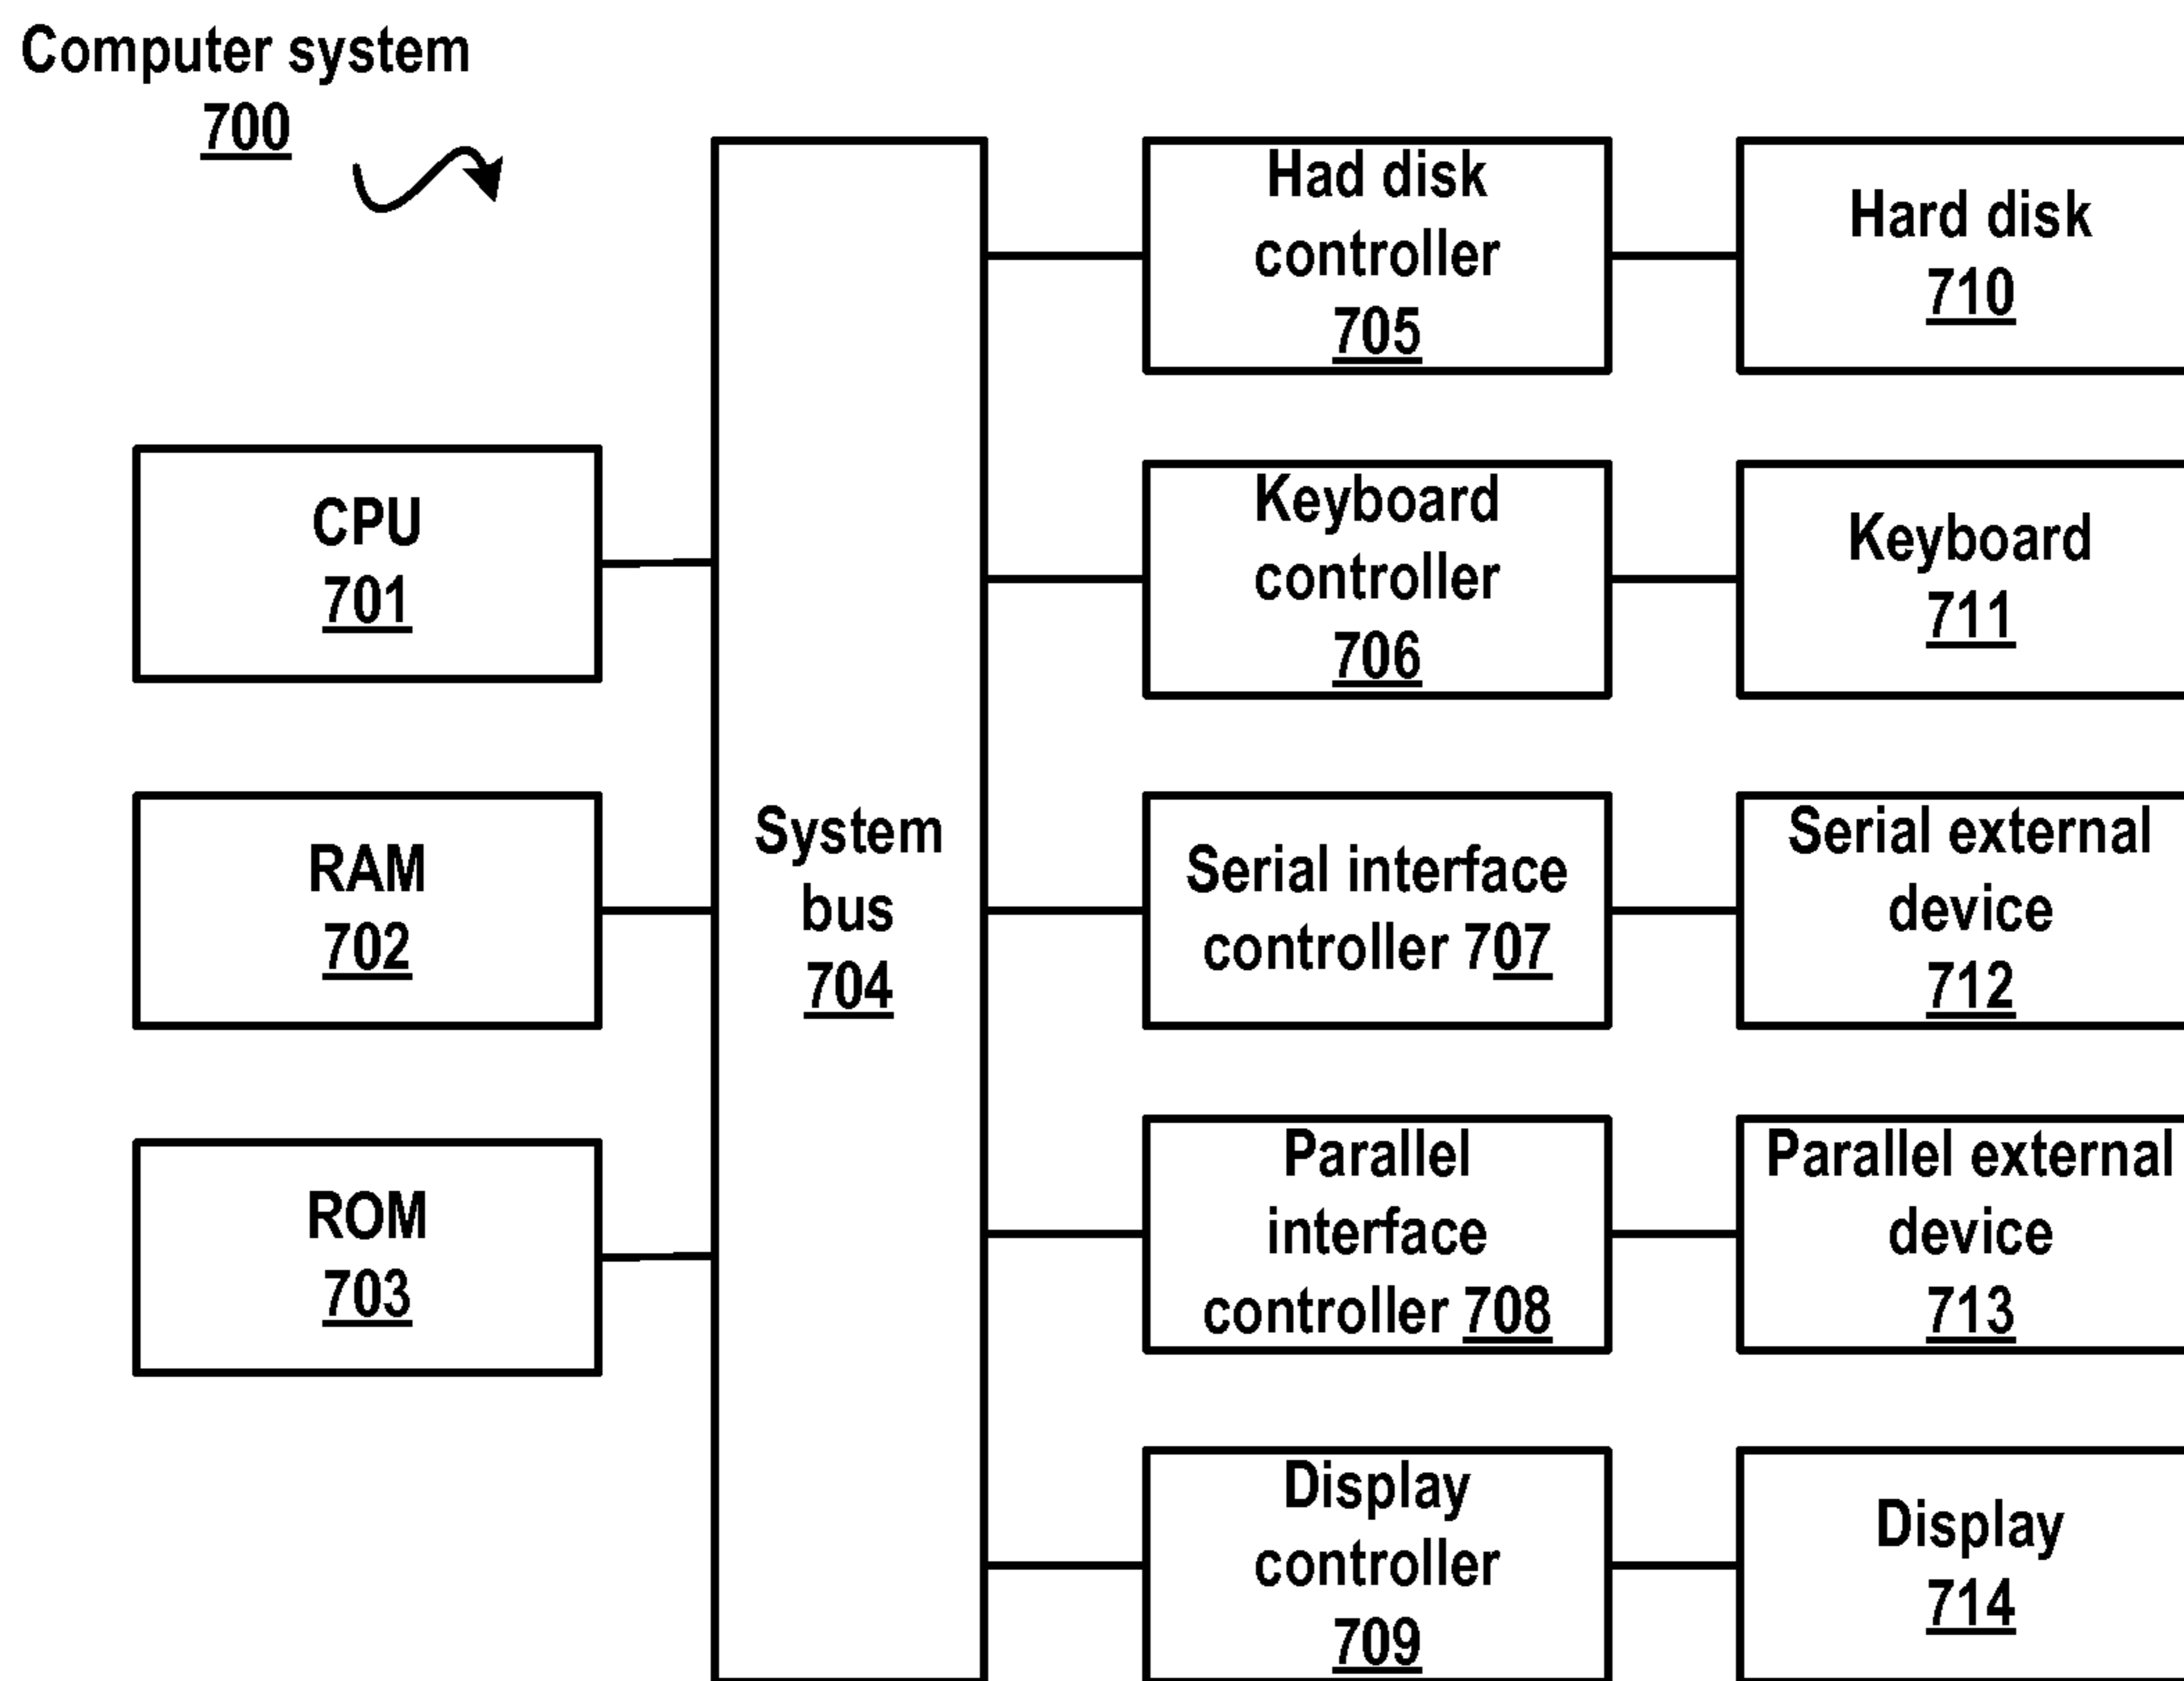 Computer system
700
Had disk
controller
705
Hard disk
710
CPU
701
Keyboard
controller
706
Keyboard
711
RAM
702
System
bus
704
Serial interface
controller 707
Serial external
device
712
ROM
703
Parallel
interface
controller 708
Parallel external
device
713
Display
controller
709
Display
714